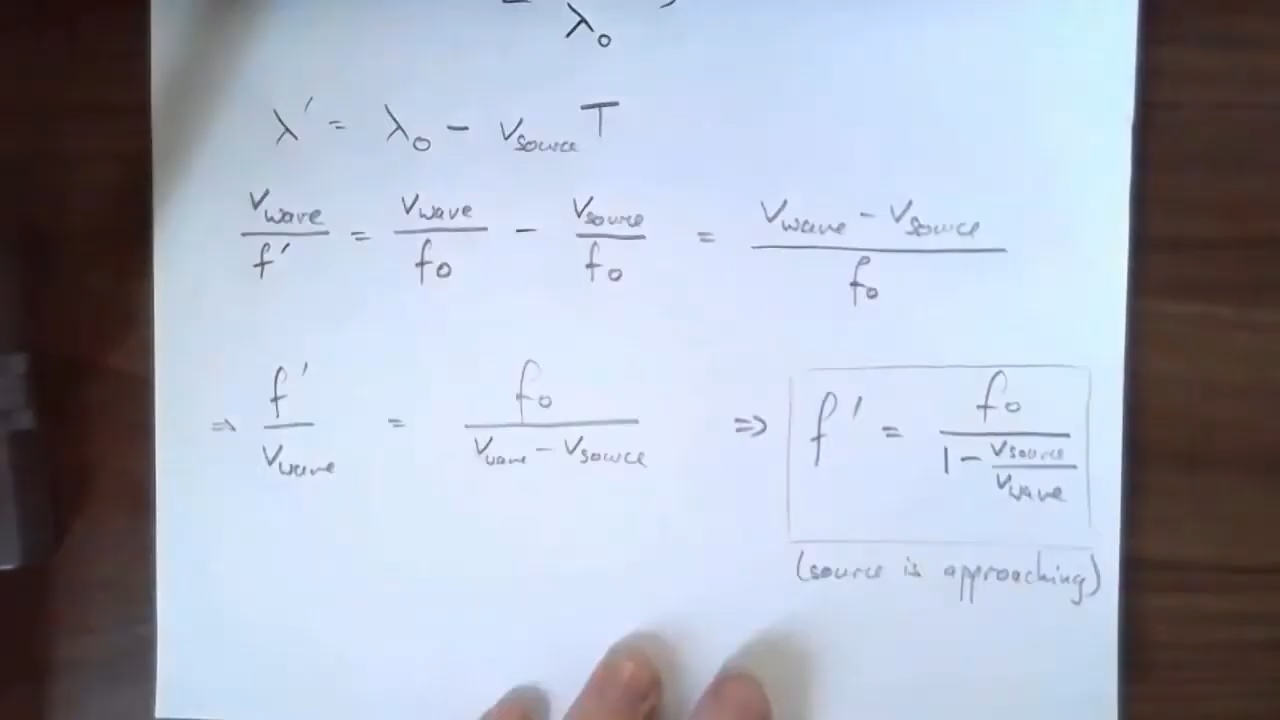 λ₀
λ' = λ₀ - v_source T
v_wave / f' = v_wave / f₀ - v_source / f₀ = (v_wave - v_source) / f₀
⇒ f' / v_wave = f₀ / (v_wave - v_source) ⇒ f' = f₀ / (1 - v_source / v_wave)
(source is approaching)